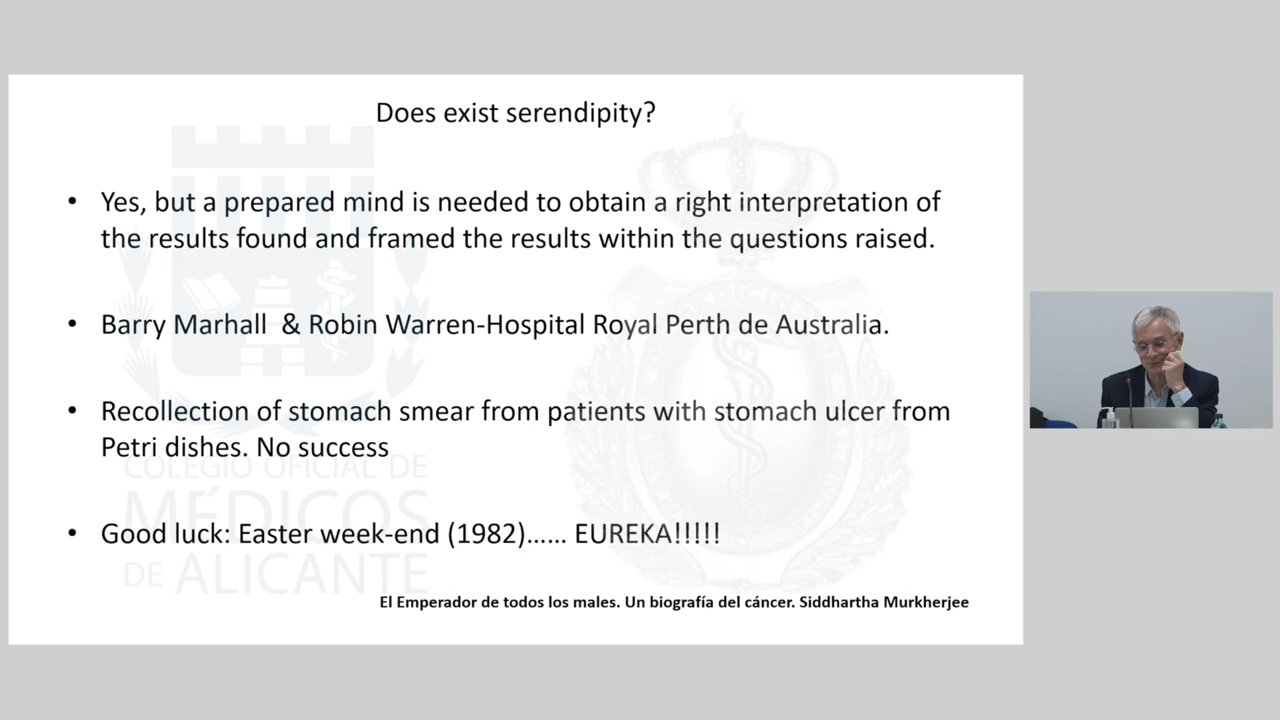 Does exist serendipity?
• Yes, but a prepared mind is needed to obtain a right interpretation of
the results found and framed the results within the questions raised.
• Barry Marhall & Robin Warren-Hospital Royal Perth de Australia.
• Recollection of stomach smear from patients with stomach ulcer from
Petri dishes. No success
COLEGIO OFICIAL DE
MÉDICOS
• Good luck: Easter week-end (1982)…… EUREKA!!!!!
DE ALICANTE
El Emperador de todos los males. Un biografía del cáncer. Siddhartha Murkherjee